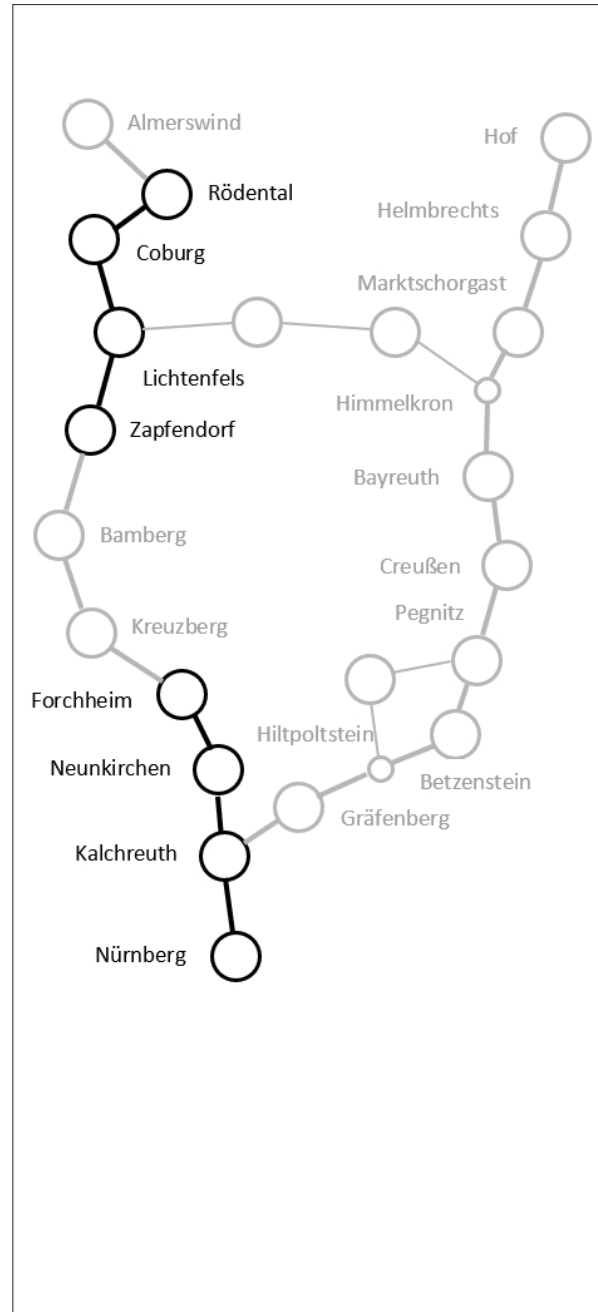 Almerswind
Hof
Rödental
Helmbrechts
Coburg
Marktschorgast
Lichtenfels
Himmelkron
Zapfendorf
Bayreuth
Bamberg
Creußen
Pegnitz
Kreuzberg
Forchheim
Hiltpoltstein
Neunkirchen
Betzenstein
Gräfenberg
Kalchreuth
Nürnberg